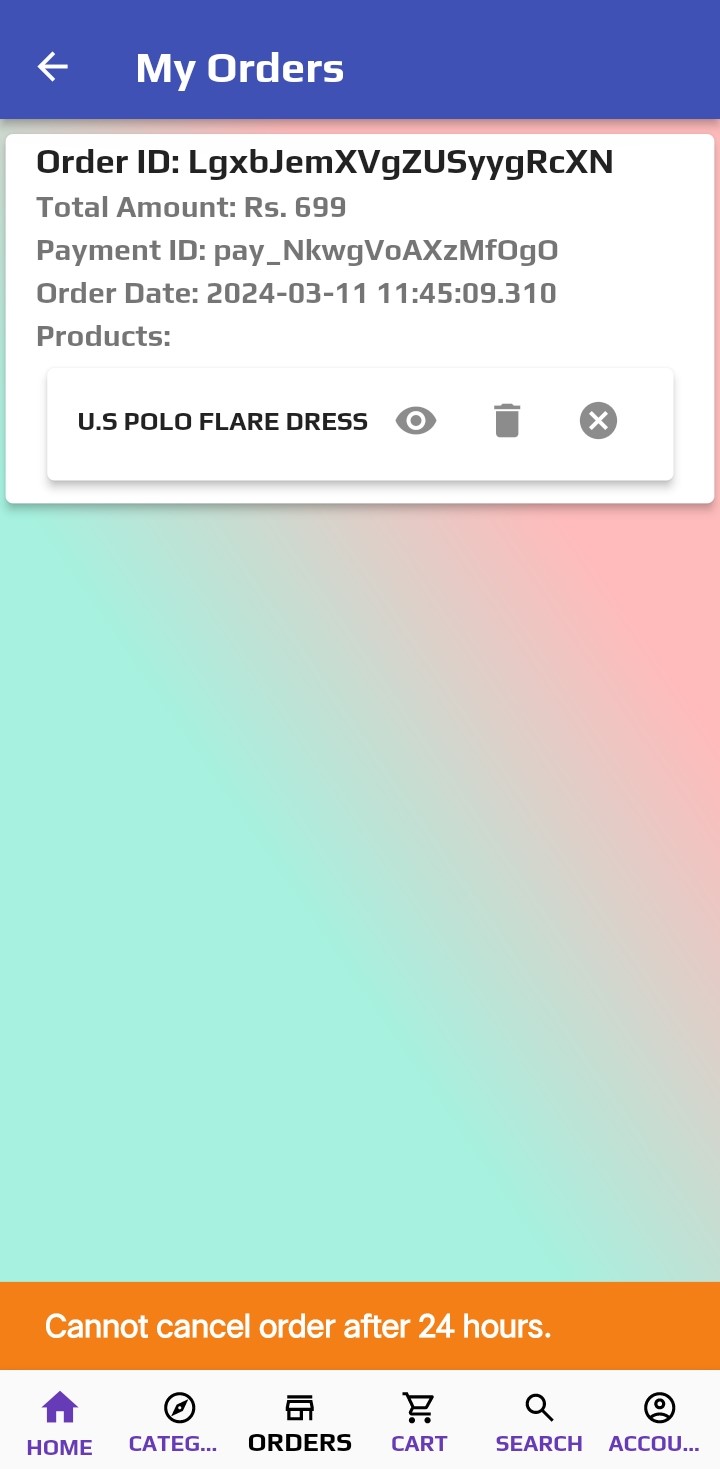 My Orders
Order ID: LgxbJemXVgZUSyygRcXN
Total Amount: Rs. 699
Payment ID: pay_NkwgVoAXzMfOgO
Order Date: 2024-03-11 11:45:09.310
Products:
U.S POLO FLARE DRESS
Cannot cancel order after 24 hours.
HOME CATEG... ORDERS CART SEARCH ACCOU...